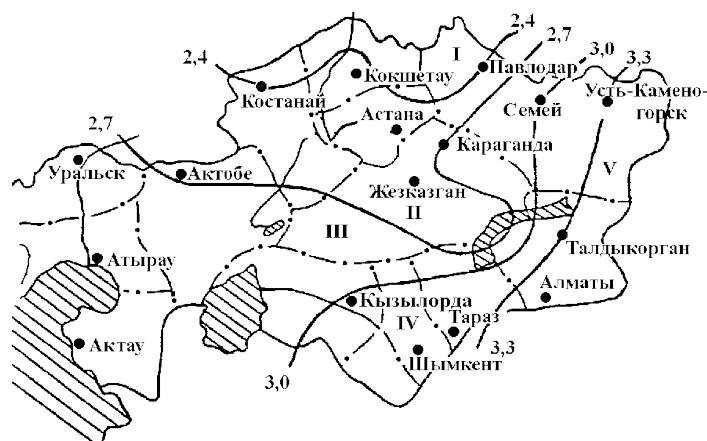 I
2,4
2,7
3,0
3,3
2,4
Кокшетау
Павлодар
Костанай
Семей
Усть-Камено-
горск
Астана
2,7
Караганда
V
Уральск
Актобе
Жезказган
II
III
Талдыкорган
Атырау
Алматы
Кызылорда
IV
Тараз
Актау
3,3
Шымкент
3,0